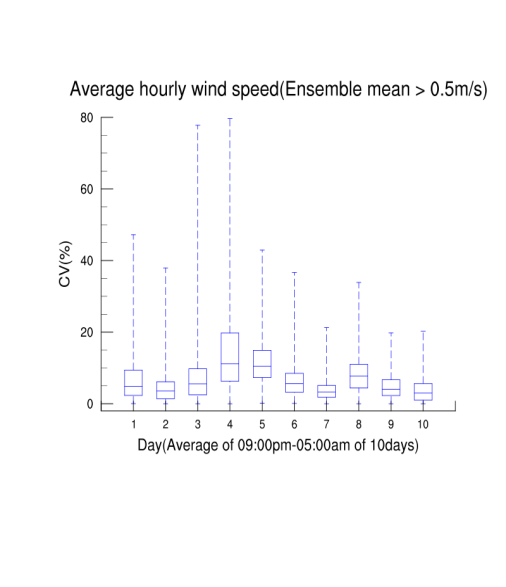 Average hourly wind speed(Ensemble mean > 0.5m/s)
80
60
40
20
0
CV(%)
1 2 3 4 5 6 7 8 9 10
Day(Average of 09:00pm-05:00am of 10days)